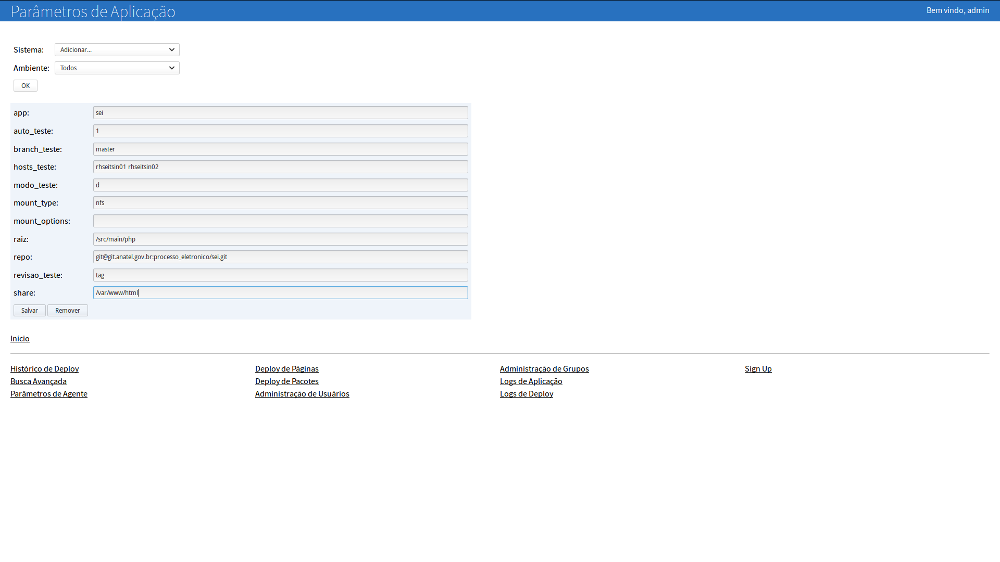 Parâmetros de Aplicação
Bem vindo, admin
Sistema: Adicionar...
Ambiente: Todos
OK
app: sei
auto_teste: 1
branch_teste: master
hosts_teste: rhseitsin01 rhseitsin02
modo_teste: d
mount_type: nfs
mount_options:
raiz: /src/main/php
repo: git@git.anatel.gov.br:processo_eletronico/sei.git
revisao_teste: tag
share: /var/www/html
Salvar Remover
Início
Histórico de Deploy Deploy de Páginas Administração de Grupos Sign Up
Busca Avançada Deploy de Pacotes Logs de Aplicação
Parâmetros de Agente Administração de Usuários Logs de Deploy